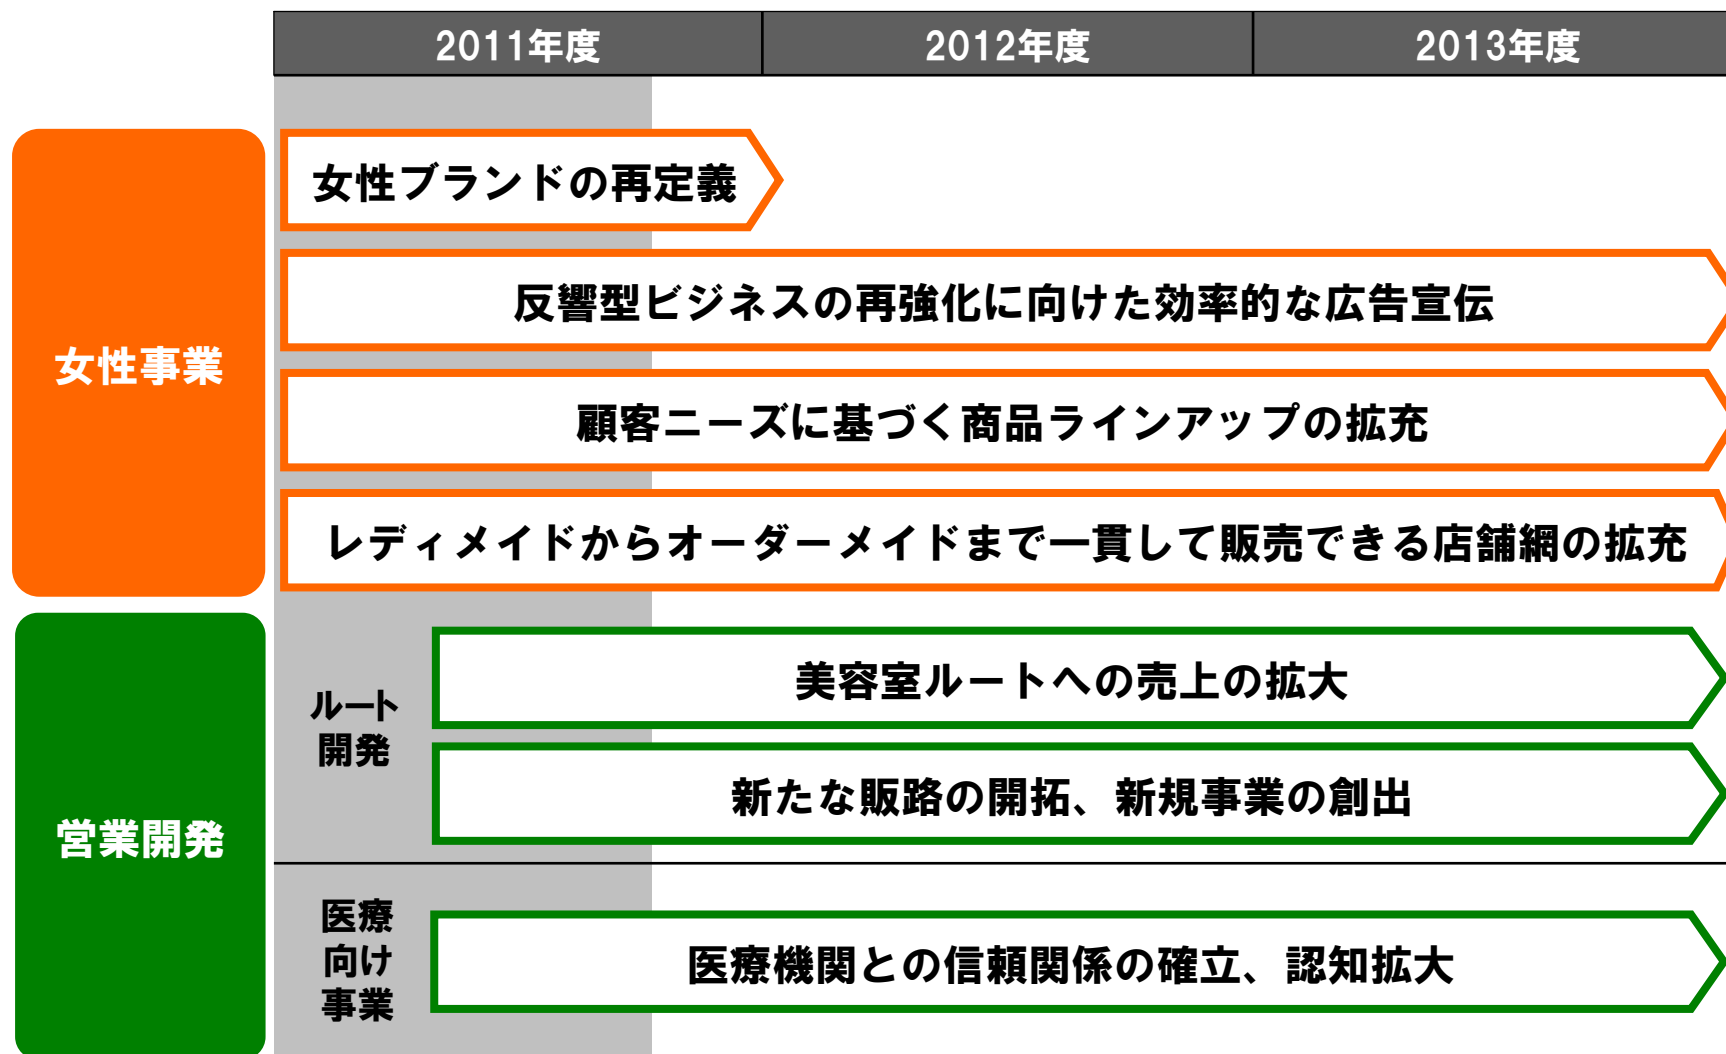 2011年度
2012年度
2013年度
女性事業
女性ブランドの再定義
反響型ビジネスの再強化に向けた効率的な広告宣伝
顧客ニーズに基づく商品ラインアップの拡充
レディメイドからオーダーメイドまで一貫して販売できる店舗網の拡充
営業開発
ルート
開発
美容室ルートへの売上の拡大
新たな販路の開拓、新規事業の創出
医療
向け
事業
医療機関との信頼関係の確立、認知拡大